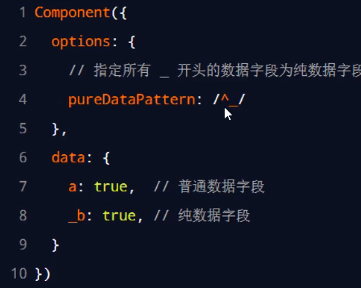 1 Component({
2 options: {
3 // 指定所有 _ 开头的数据字段为纯数据字段
4 pureDataPattern: /^_/
5 },
6 data: {
7 a: true, // 普通数据字段
8 _b: true, // 纯数据字段
9 }
10 })